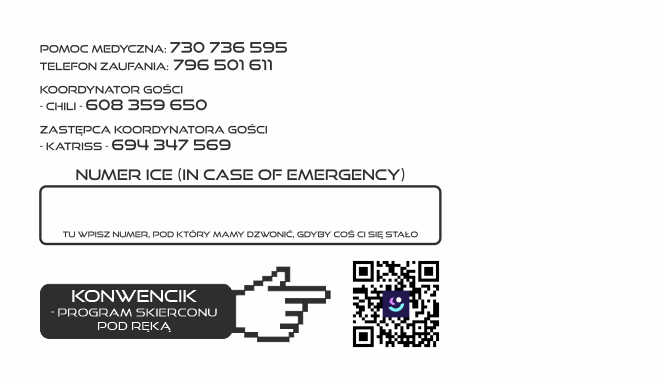 POMOC MEDYCZNA: 730 736 595
TELEFON ZAUFANIA: 796 501 611
KOORDYNATOR GOŚCI
- CHILI - 608 359 650
ZASTĘPCA KOORDYNATORA GOŚCI
- KATRISS - 694 347 569
NUMER ICE (IN CASE OF EMERGENCY)
TU WPISZ NUMER, POD KTÓRY MAMY DZWONIĆ, GDYBY COŚ CI SIĘ STAŁO
KONWENCIK
- PROGRAM SKIERCONU
POD RĘKĄ